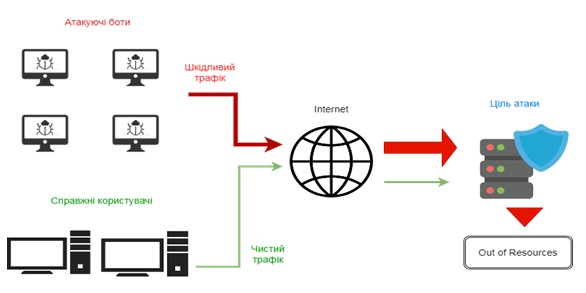 Атакуючі боти
Шкідливий
трафік
Internet
Ціль атаки
Справжні користувачі
Чистий
трафік
Out of Resources